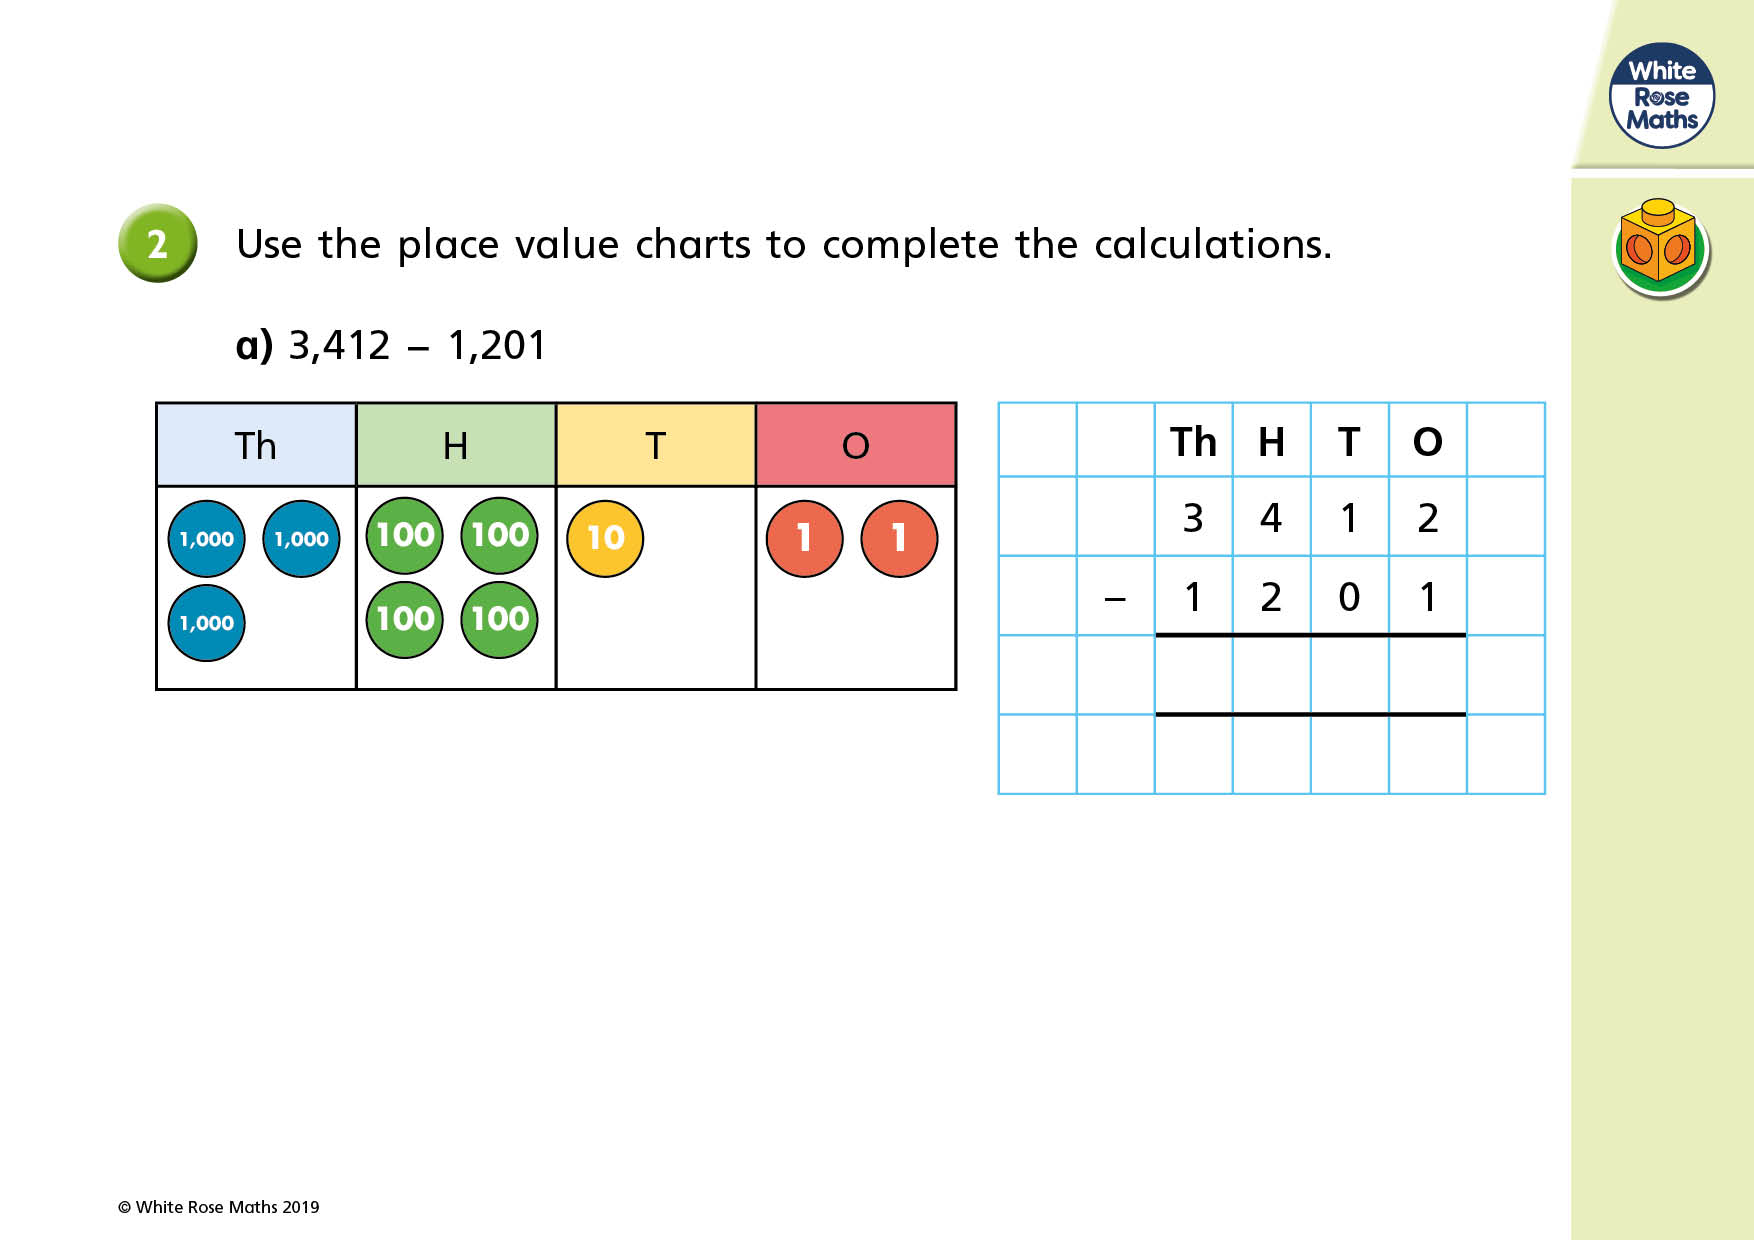 White
Rose
Maths
2 Use the place value charts to complete the calculations.
a) 3,412 – 1,201
Th H T O
1,000 1,000 100 100 10 1 1
1,000 100 100
Th H T O
3 4 1 2
– 1 2 0 1
© White Rose Maths 2019